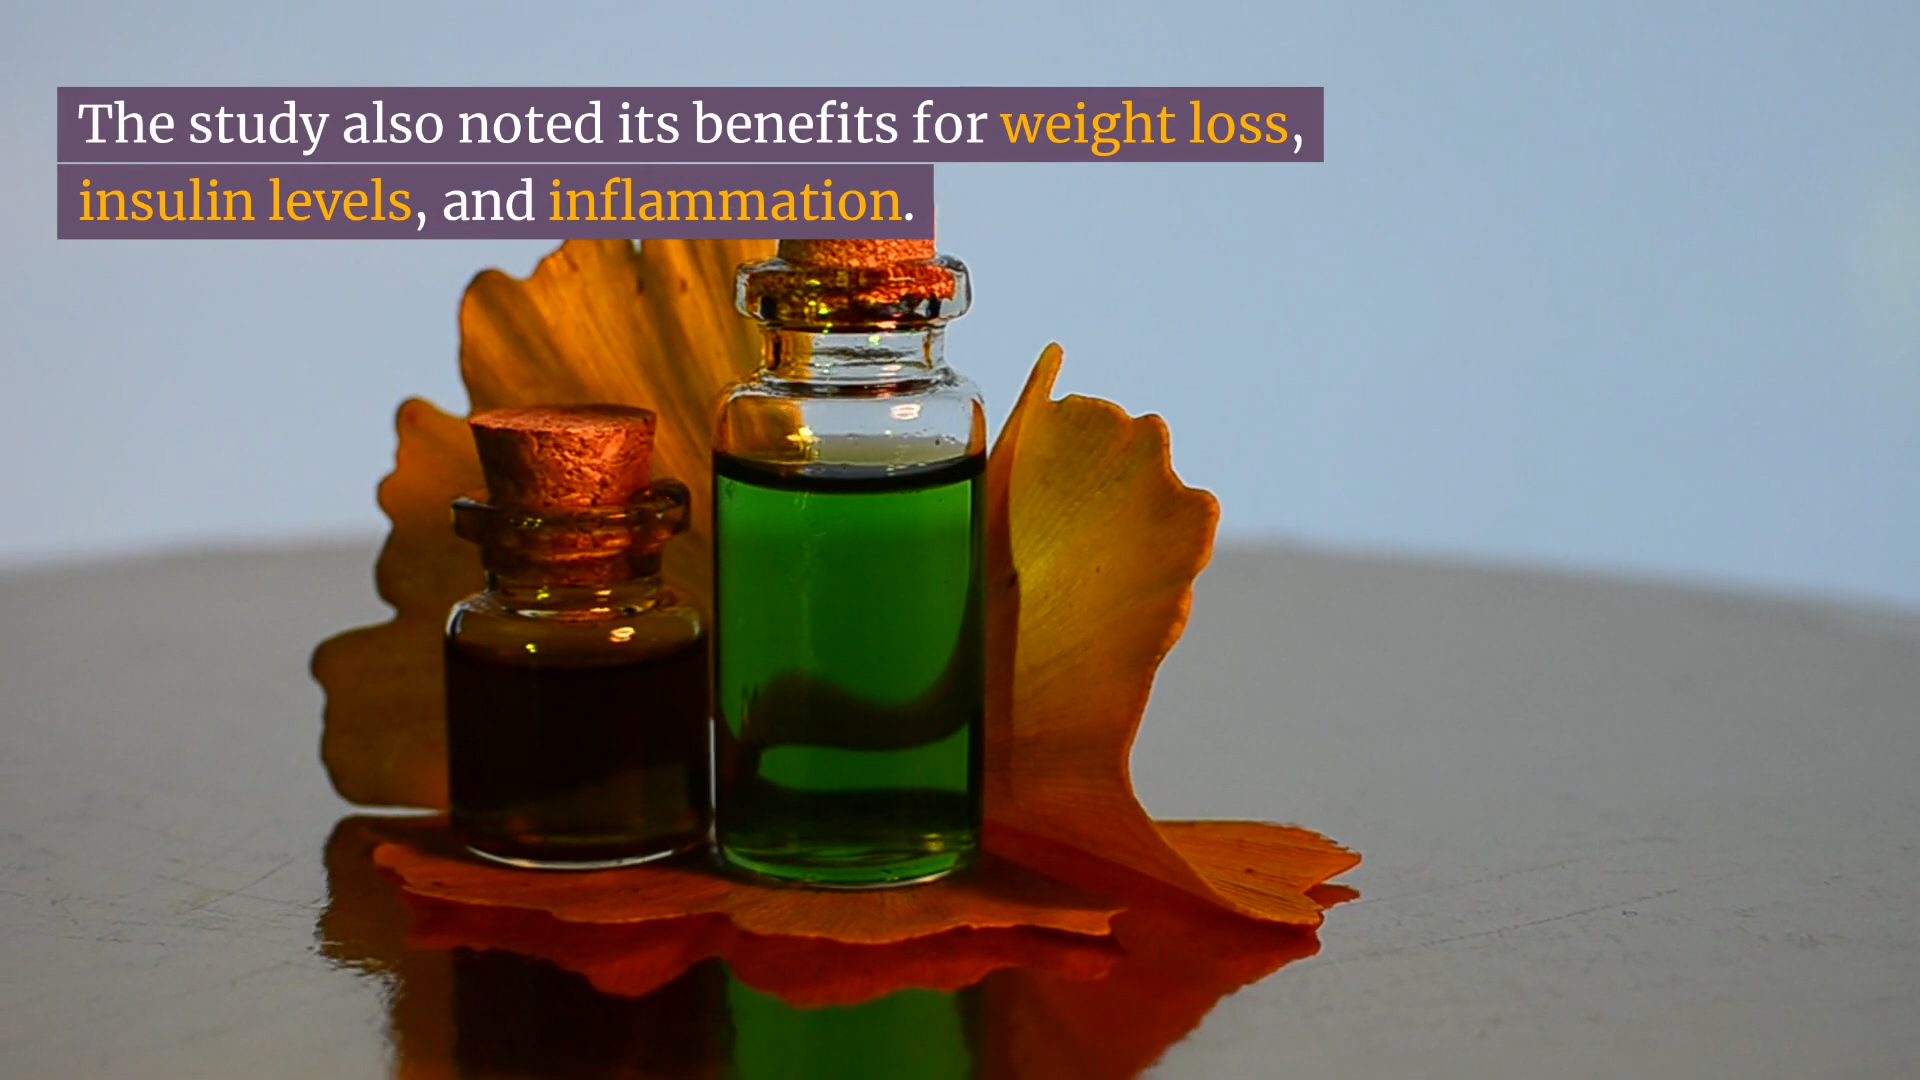 The study also noted its benefits for weight loss,
insulin levels, and inflammation.